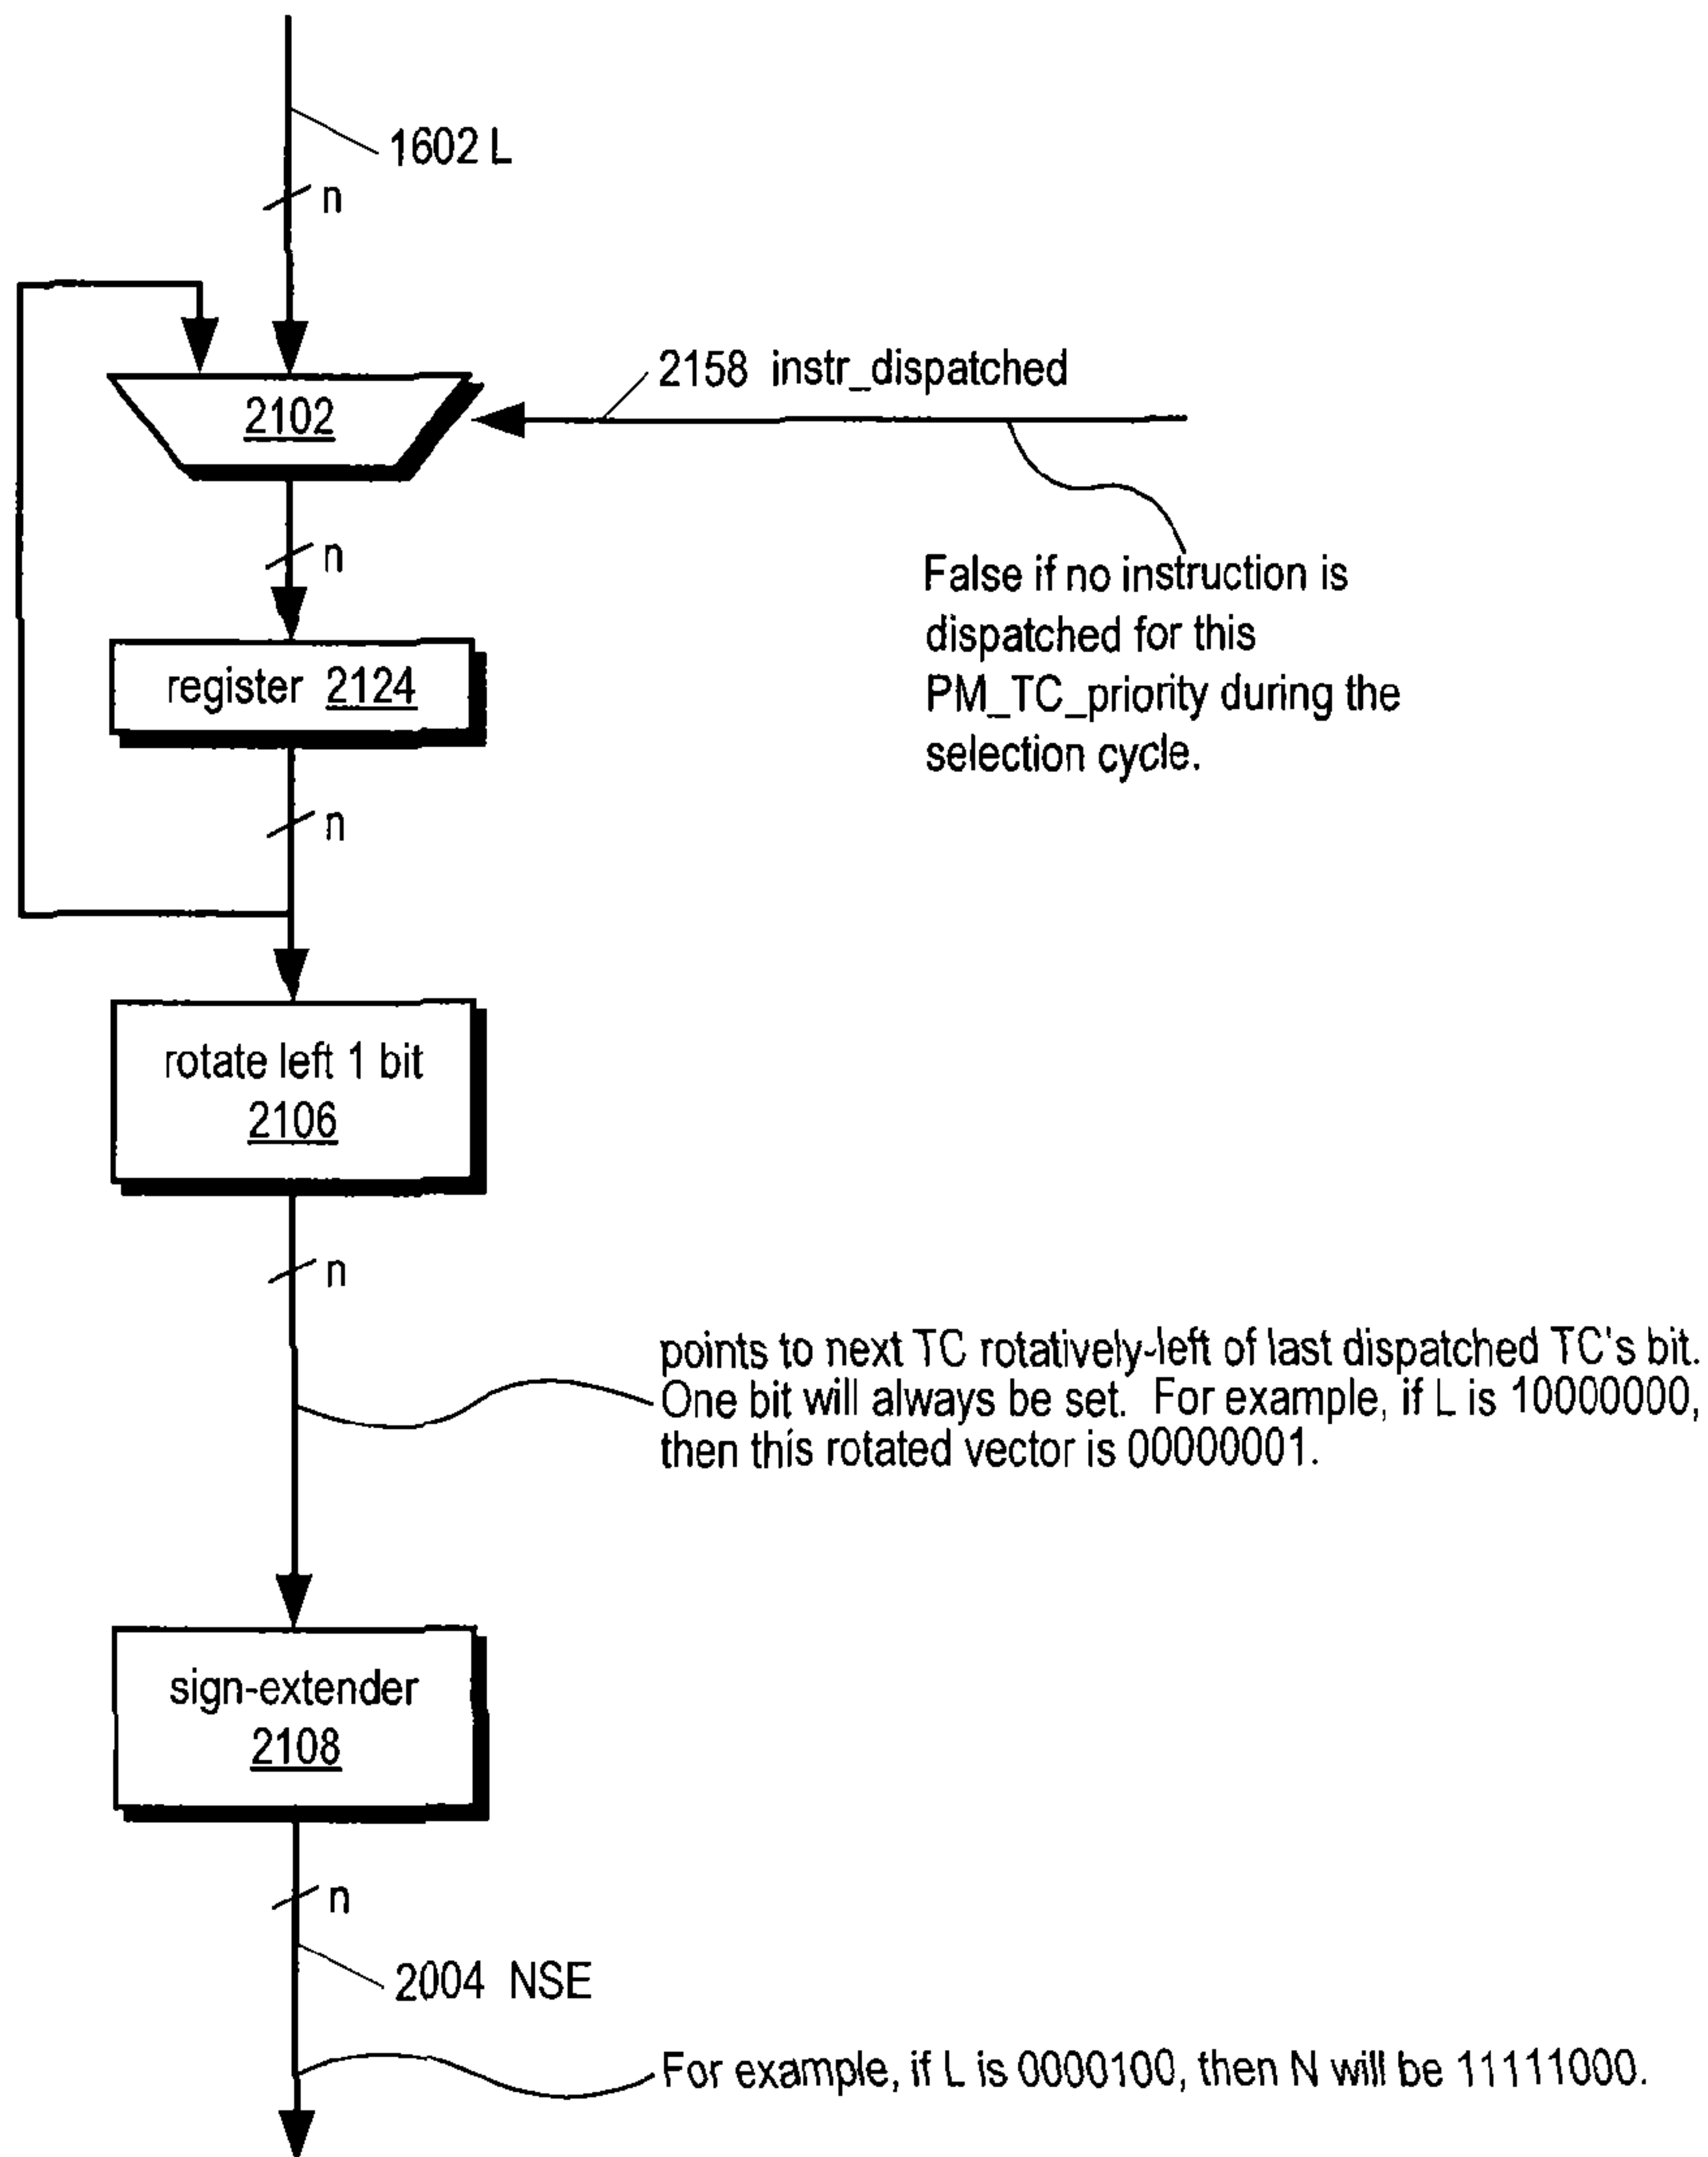 1602 L
n
2158 instr_dispatched
2102
n
False if no instruction is
dispatched for this
PM_TC_priority during the
selection cycle.
register 2124
n
rotate left 1 bit
2106
n
points to next TC rotatively-left of last dispatched TC's bit.
One bit will always be set. For example, if L is 10000000,
then this rotated vector is 00000001.
sign-extender
2108
n
2004 NSE
For example, if L is 0000100, then N will be 11111000.